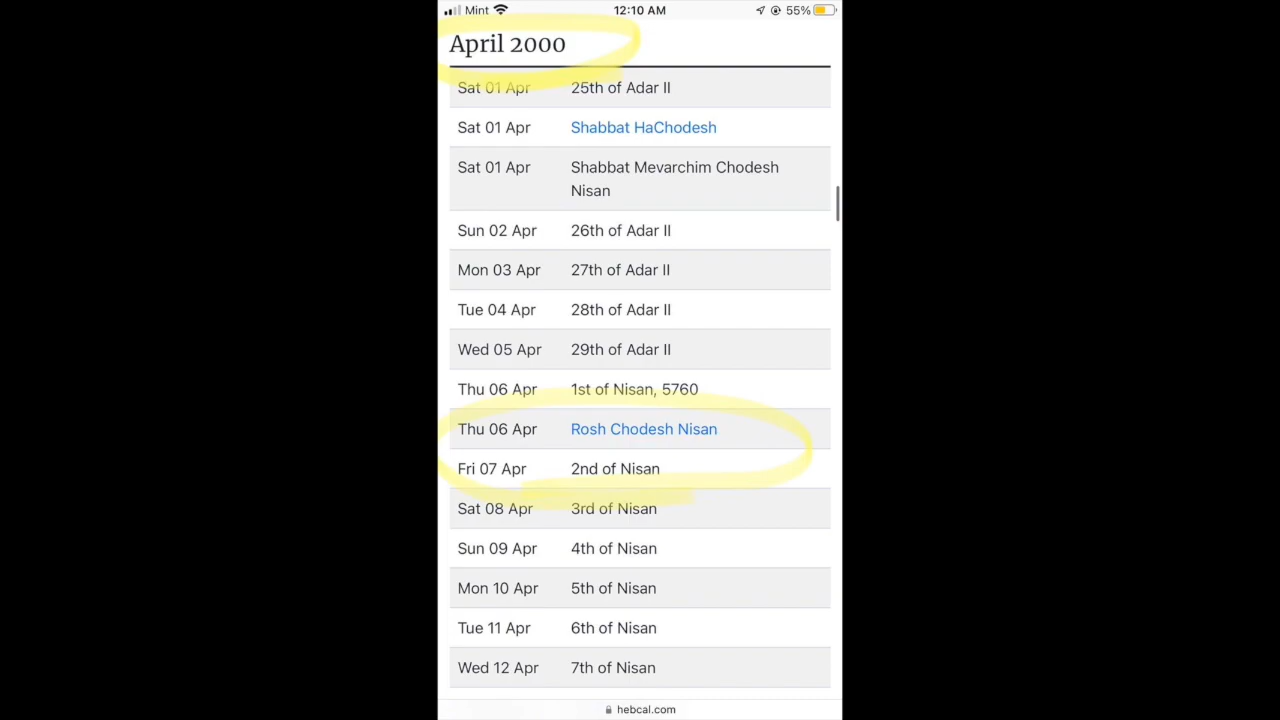 Mint 12:10 AM 55%
April 2000
Sat 01 Apr 25th of Adar II
Sat 01 Apr Shabbat HaChodesh
Sat 01 Apr Shabbat Mevarchim Chodesh
Nisan
Sun 02 Apr 26th of Adar II
Mon 03 Apr 27th of Adar II
Tue 04 Apr 28th of Adar II
Wed 05 Apr 29th of Adar II
Thu 06 Apr 1st of Nisan, 5760
Thu 06 Apr Rosh Chodesh Nisan
Fri 07 Apr 2nd of Nisan
Sat 08 Apr 3rd of Nisan
Sun 09 Apr 4th of Nisan
Mon 10 Apr 5th of Nisan
Tue 11 Apr 6th of Nisan
Wed 12 Apr 7th of Nisan
hebcal.com